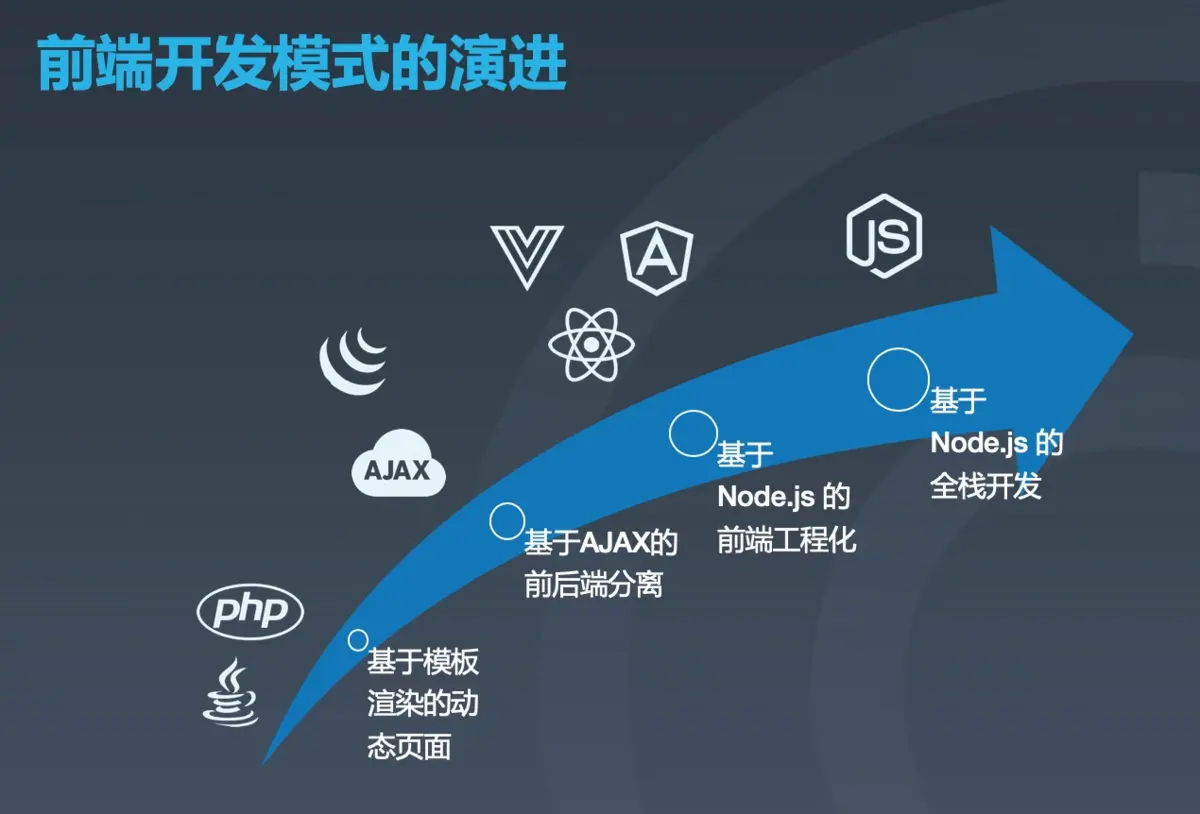 前端开发模式的演进
JS
A
AJAX
php
基于模板
渲染的动
态页面
基于AJAX的
前后端分离
基于
Node.js 的
前端工程化
基于
Node.js 的
全栈开发